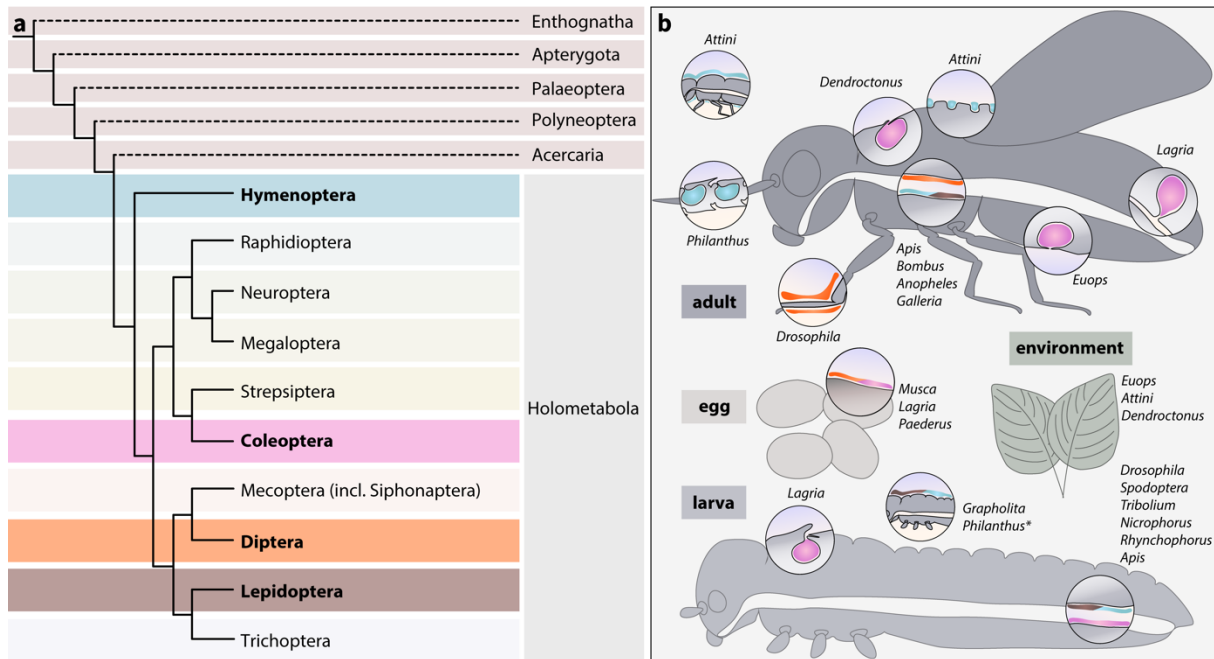 a
Enthognatha
Apterygota
Palaeoptera
Polyneoptera
Acercaria
Hymenoptera
Raphidioptera
Neuroptera
Megaloptera
Strepsiptera
Coleoptera
Mecoptera (incl. Siphonaptera)
Diptera
Lepidoptera
Trichoptera
Holometabola
b
Attini
Dendroctonus
Attini
Lagria
Philanthus
Apis
Bombus
Anopheles
Galleria
Euops
adult
Drosophila
environment
egg
Musca
Lagria
Paederus
Euops
Attini
Dendroctonus
larva
Lagria
Grapholita
Philanthus*
Drosophila
Spodoptera
Tribolium
Nicrophorus
Rhynchophorus
Apis